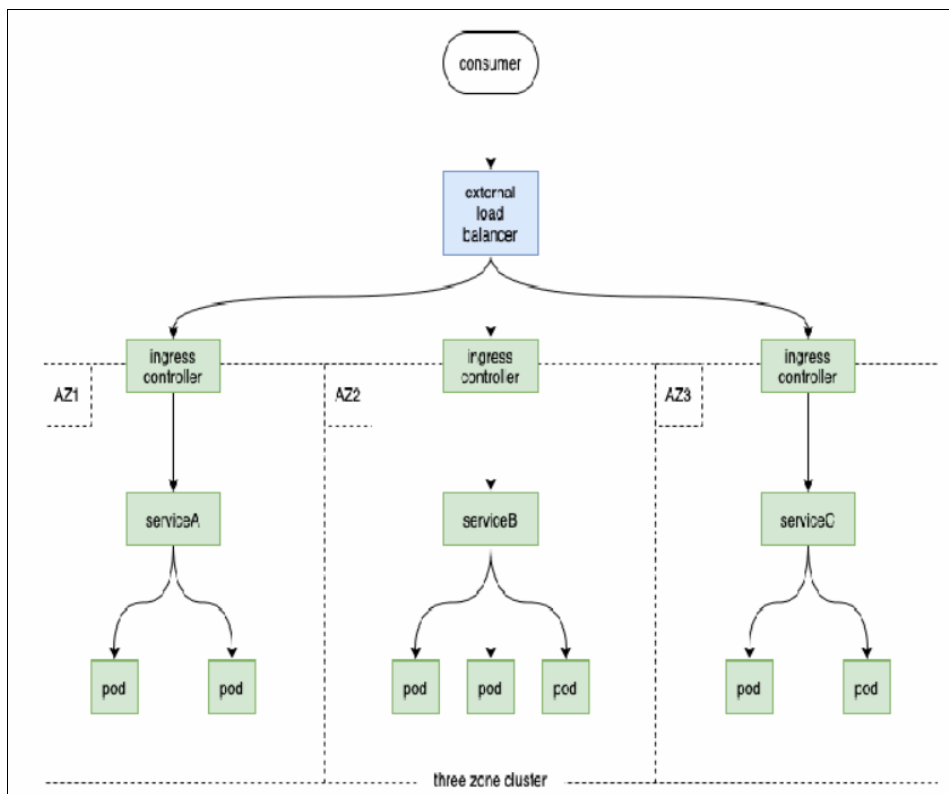 consumer
external
load
balancer
ingress
controller
ingress
controller
ingress
controller
AZ1
AZ2
AZ3
serviceA
serviceB
serviceC
pod
pod
pod
pod
pod
pod
pod
three zone cluster